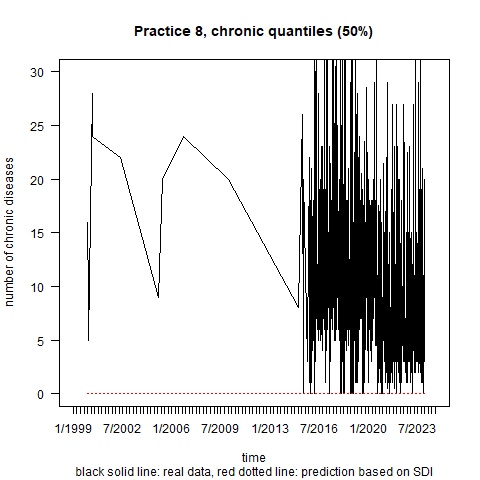 Practice 8, chronic quantiles (50%)
number of chronic diseases
30
25
20
15
10
5
0
1/1999 7/2002 1/2006 7/2009 1/2013 7/2016 1/2020 7/2023
time
black solid line: real data, red dotted line: prediction based on SDI